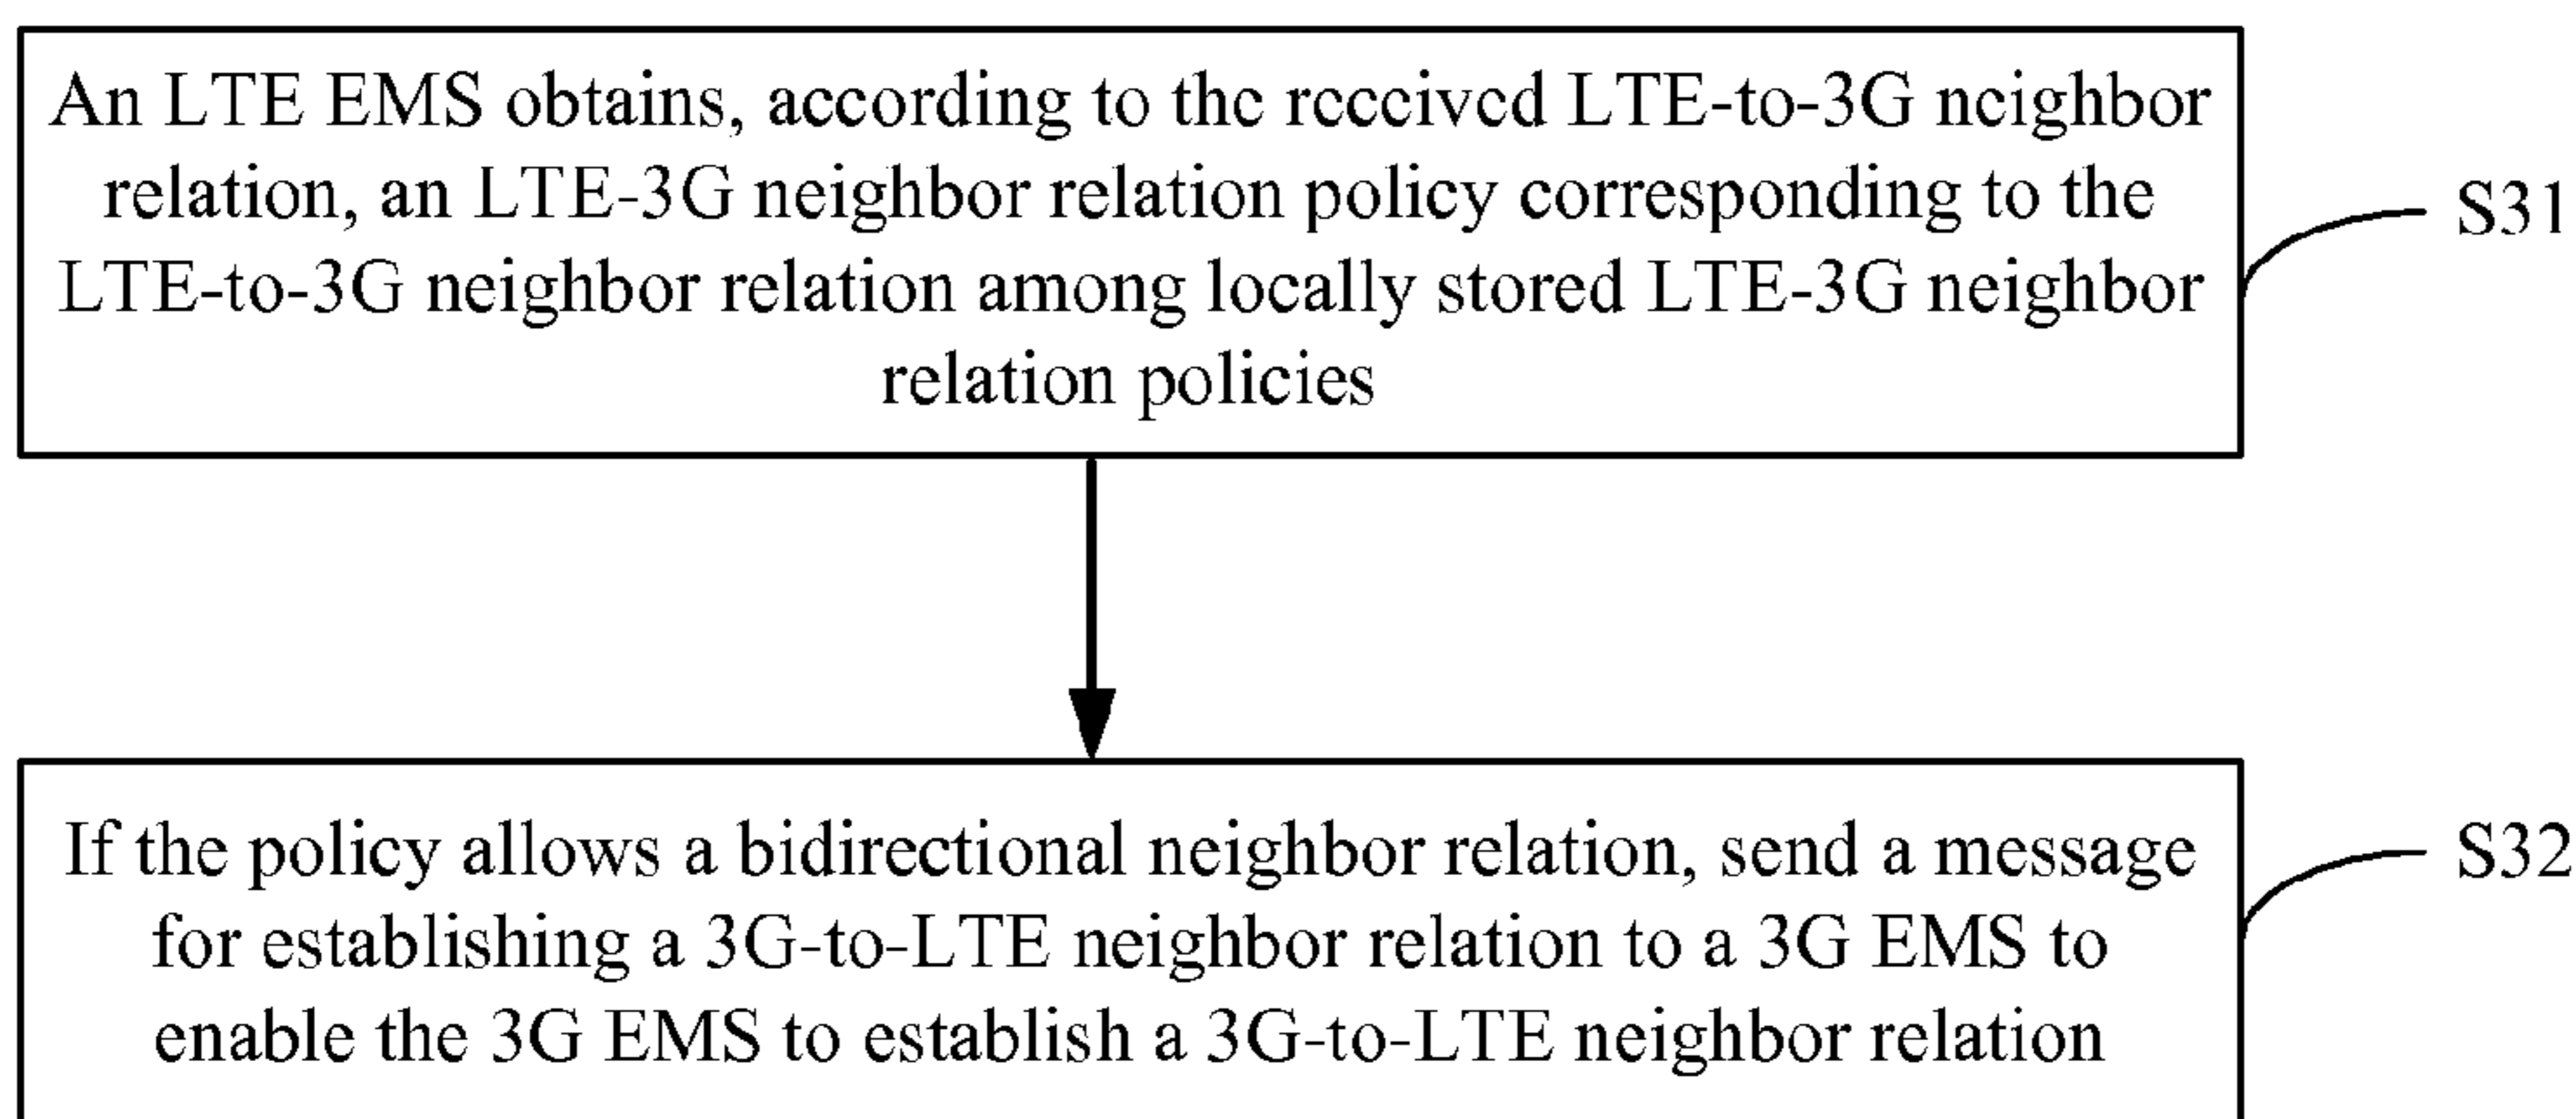 An LTE EMS obtains, according to the received LTE-to-3G neighbor
relation, an LTE-3G neighbor relation policy corresponding to the
LTE-to-3G neighbor relation among locally stored LTE-3G neighbor
relation policies
S31
If the policy allows a bidirectional neighbor relation, send a message
for establishing a 3G-to-LTE neighbor relation to a 3G EMS to
enable the 3G EMS to establish a 3G-to-LTE neighbor relation
S32